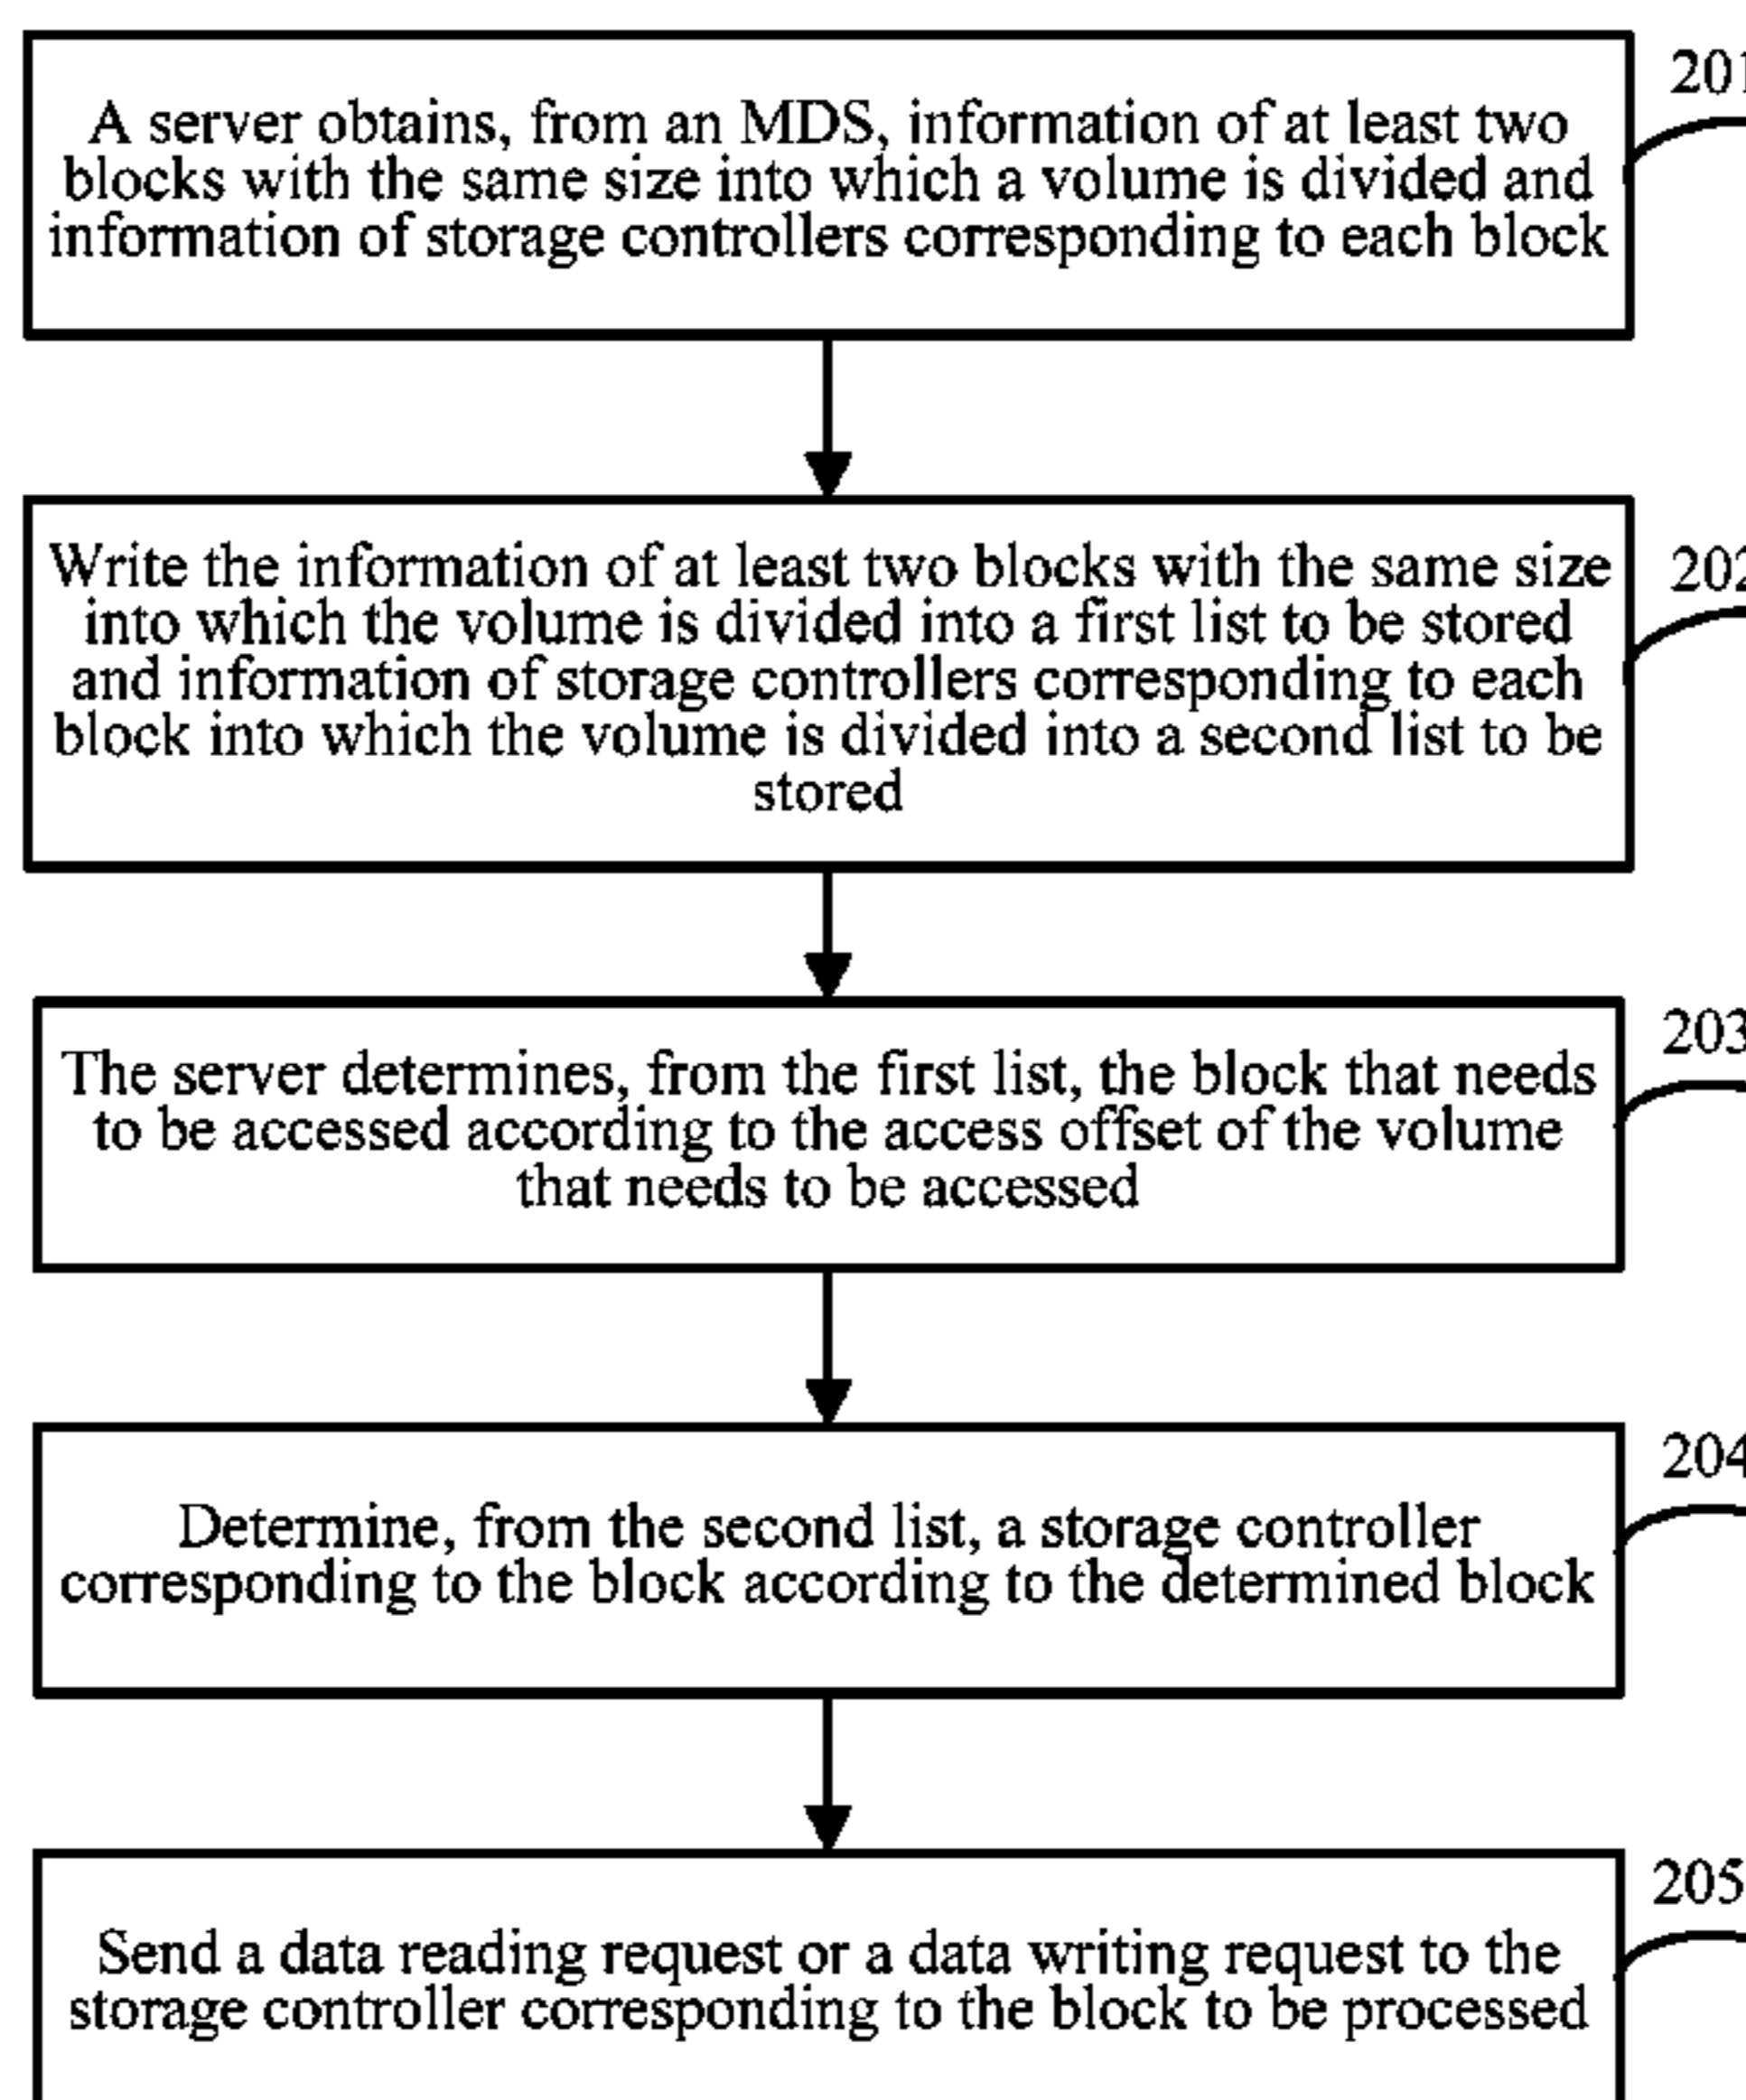 A server obtains, from an MDS, information of at least two
blocks with the same size into which a volume is divided and
information of storage controllers corresponding to each block
201
Write the information of at least two blocks with the same size
into which the volume is divided into a first list to be stored
and information of storage controllers corresponding to each
block into which the volume is divided into a second list to be
stored
202
The server determines, from the first list, the block that needs
to be accessed according to the access offset of the volume
that needs to be accessed
203
Determine, from the second list, a storage controller
corresponding to the block according to the determined block
204
Send a data reading request or a data writing request to the
storage controller corresponding to the block to be processed
205